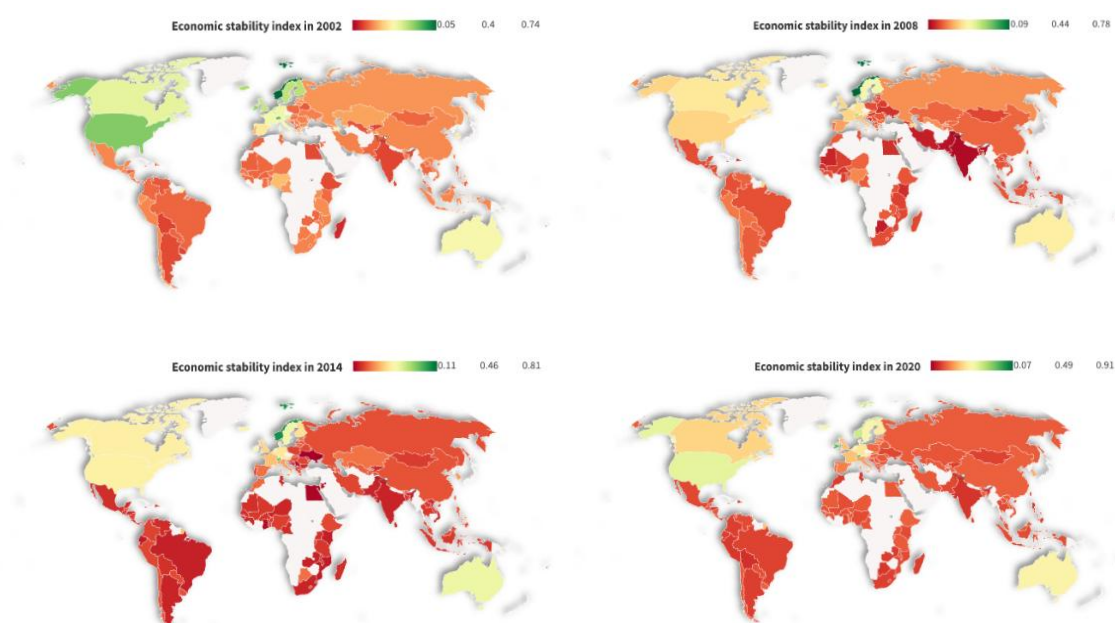 Economic stability index in 2002 0.05 0.4 0.74
Economic stability index in 2008 0.09 0.44 0.78
Economic stability index in 2014 0.11 0.46 0.81
Economic stability index in 2020 0.07 0.49 0.91